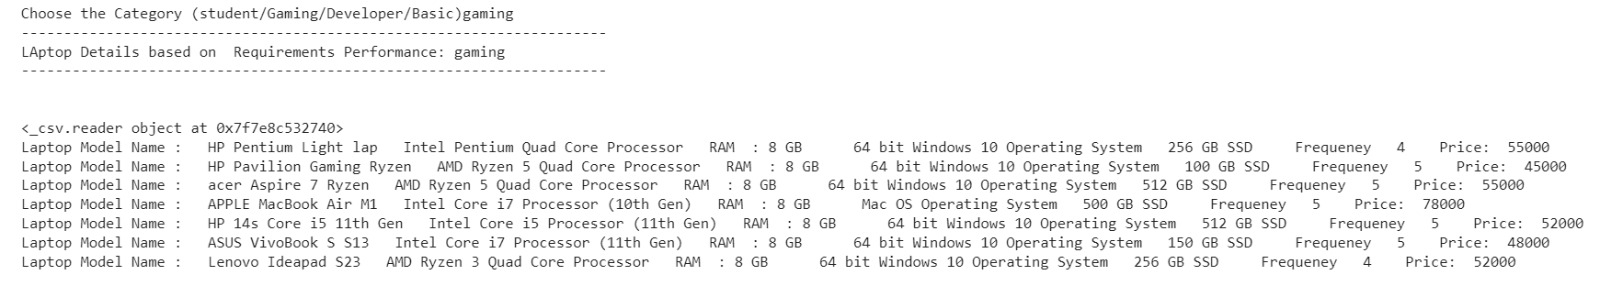 Choose the Category (student/Gaming/Developer/Basic)gaming
---------------------------------------------------------------------
LAptop Details based on  Requirements Performance: gaming
---------------------------------------------------------------------
<_csv.reader object at 0x7f7e8c532740>
Laptop Model Name :   HP Pentium Light lap   Intel Pentium Quad Core Processor   RAM  : 8 GB      64 bit Windows 10 Operating System   256 GB SSD     Frequeney   4    Price:  55000
Laptop Model Name :   HP Pavilion Gaming Ryzen   AMD Ryzen 5 Quad Core Processor   RAM  : 8 GB      64 bit Windows 10 Operating System   100 GB SSD     Frequeney   5    Price:  45000
Laptop Model Name :   acer Aspire 7 Ryzen   AMD Ryzen 5 Quad Core Processor   RAM  : 8 GB      64 bit Windows 10 Operating System   512 GB SSD     Frequeney   5    Price:  55000
Laptop Model Name :   APPLE MacBook Air M1   Intel Core i7 Processor (10th Gen)   RAM  : 8 GB       Mac OS Operating System   500 GB SSD     Frequeney   5    Price:  78000
Laptop Model Name :   HP 14s Core i5 11th Gen   Intel Core i5 Processor (11th Gen)   RAM  : 8 GB      64 bit Windows 10 Operating System   512 GB SSD     Frequeney   5    Price:  52000
Laptop Model Name :   ASUS VivoBook S S13   Intel Core i7 Processor (11th Gen)   RAM  : 8 GB      64 bit Windows 10 Operating System   150 GB SSD     Frequeney   5    Price:  48000
Laptop Model Name :   Lenovo Ideapad S23   AMD Ryzen 3 Quad Core Processor   RAM  : 8 GB      64 bit Windows 10 Operating System   256 GB SSD     Frequeney   4    Price:  52000